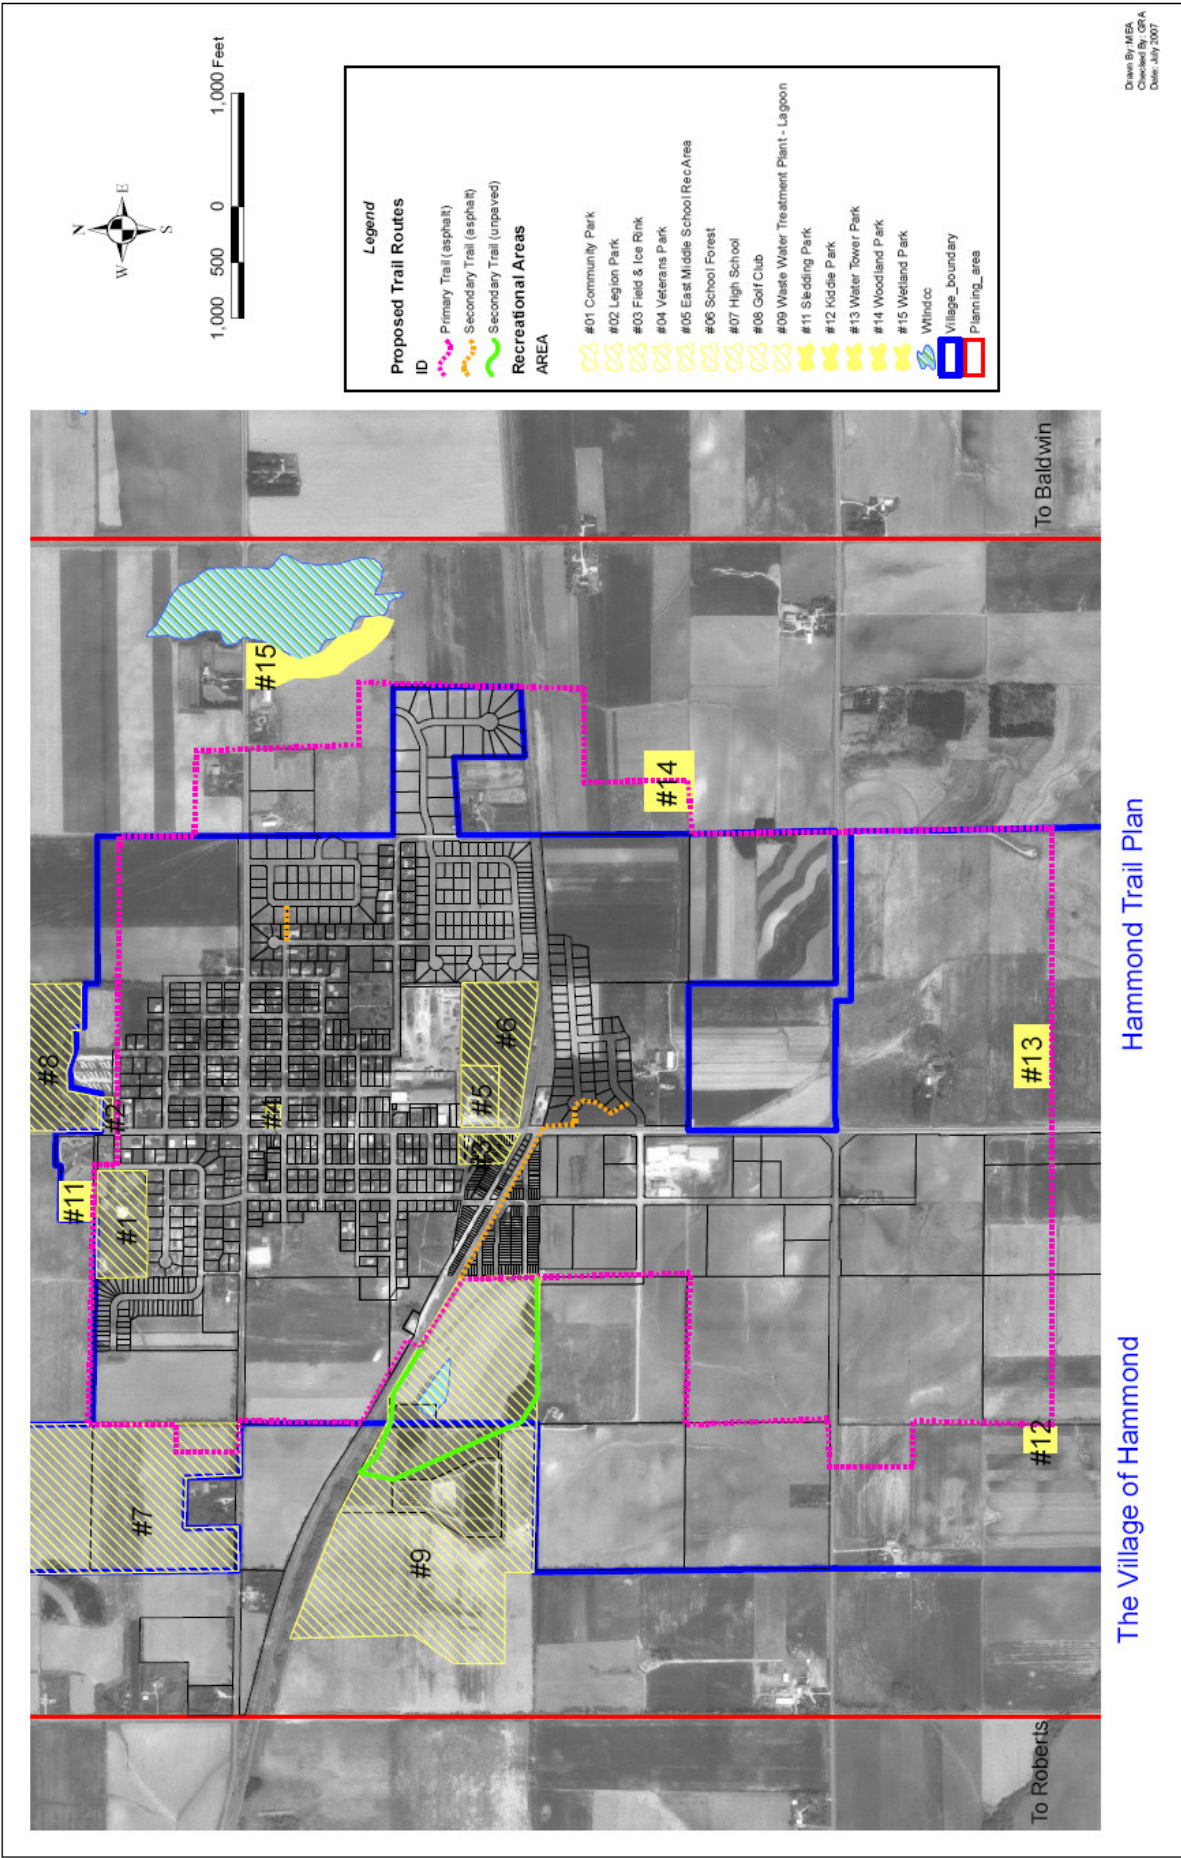 N
W E
S
1,000 500 0 1,000 Feet
Legend
Proposed Trail Routes
ID
Primary Trail (asphalt)
Secondary Trail (asphalt)
Secondary Trail (unpaved)
Recreational Areas
AREA
#01 Community Park
#02 Legion Park
#03 Field & Ice Rink
#04 Veterans Park
#05 East Middle School Rec Area
#06 School Forest
#07 High School
#08 Golf Club
#09 Waste Water Treatment Plant - Lagoon
#11 Sledding Park
#12 Kiddie Park
#13 Water Tower Park
#14 Woodland Park
#15 Wetland Park
Wtlndcc
Village_boundary
Planning_area
#8
#11
#2
#1
#7
#15
#4
#6
#5
#3
#9
#14
#13
#12
To Roberts
To Baldwin
The Village of Hammond
Hammond Trail Plan
Drawn By: MEA
Checked By: GRA
Date: July 2007